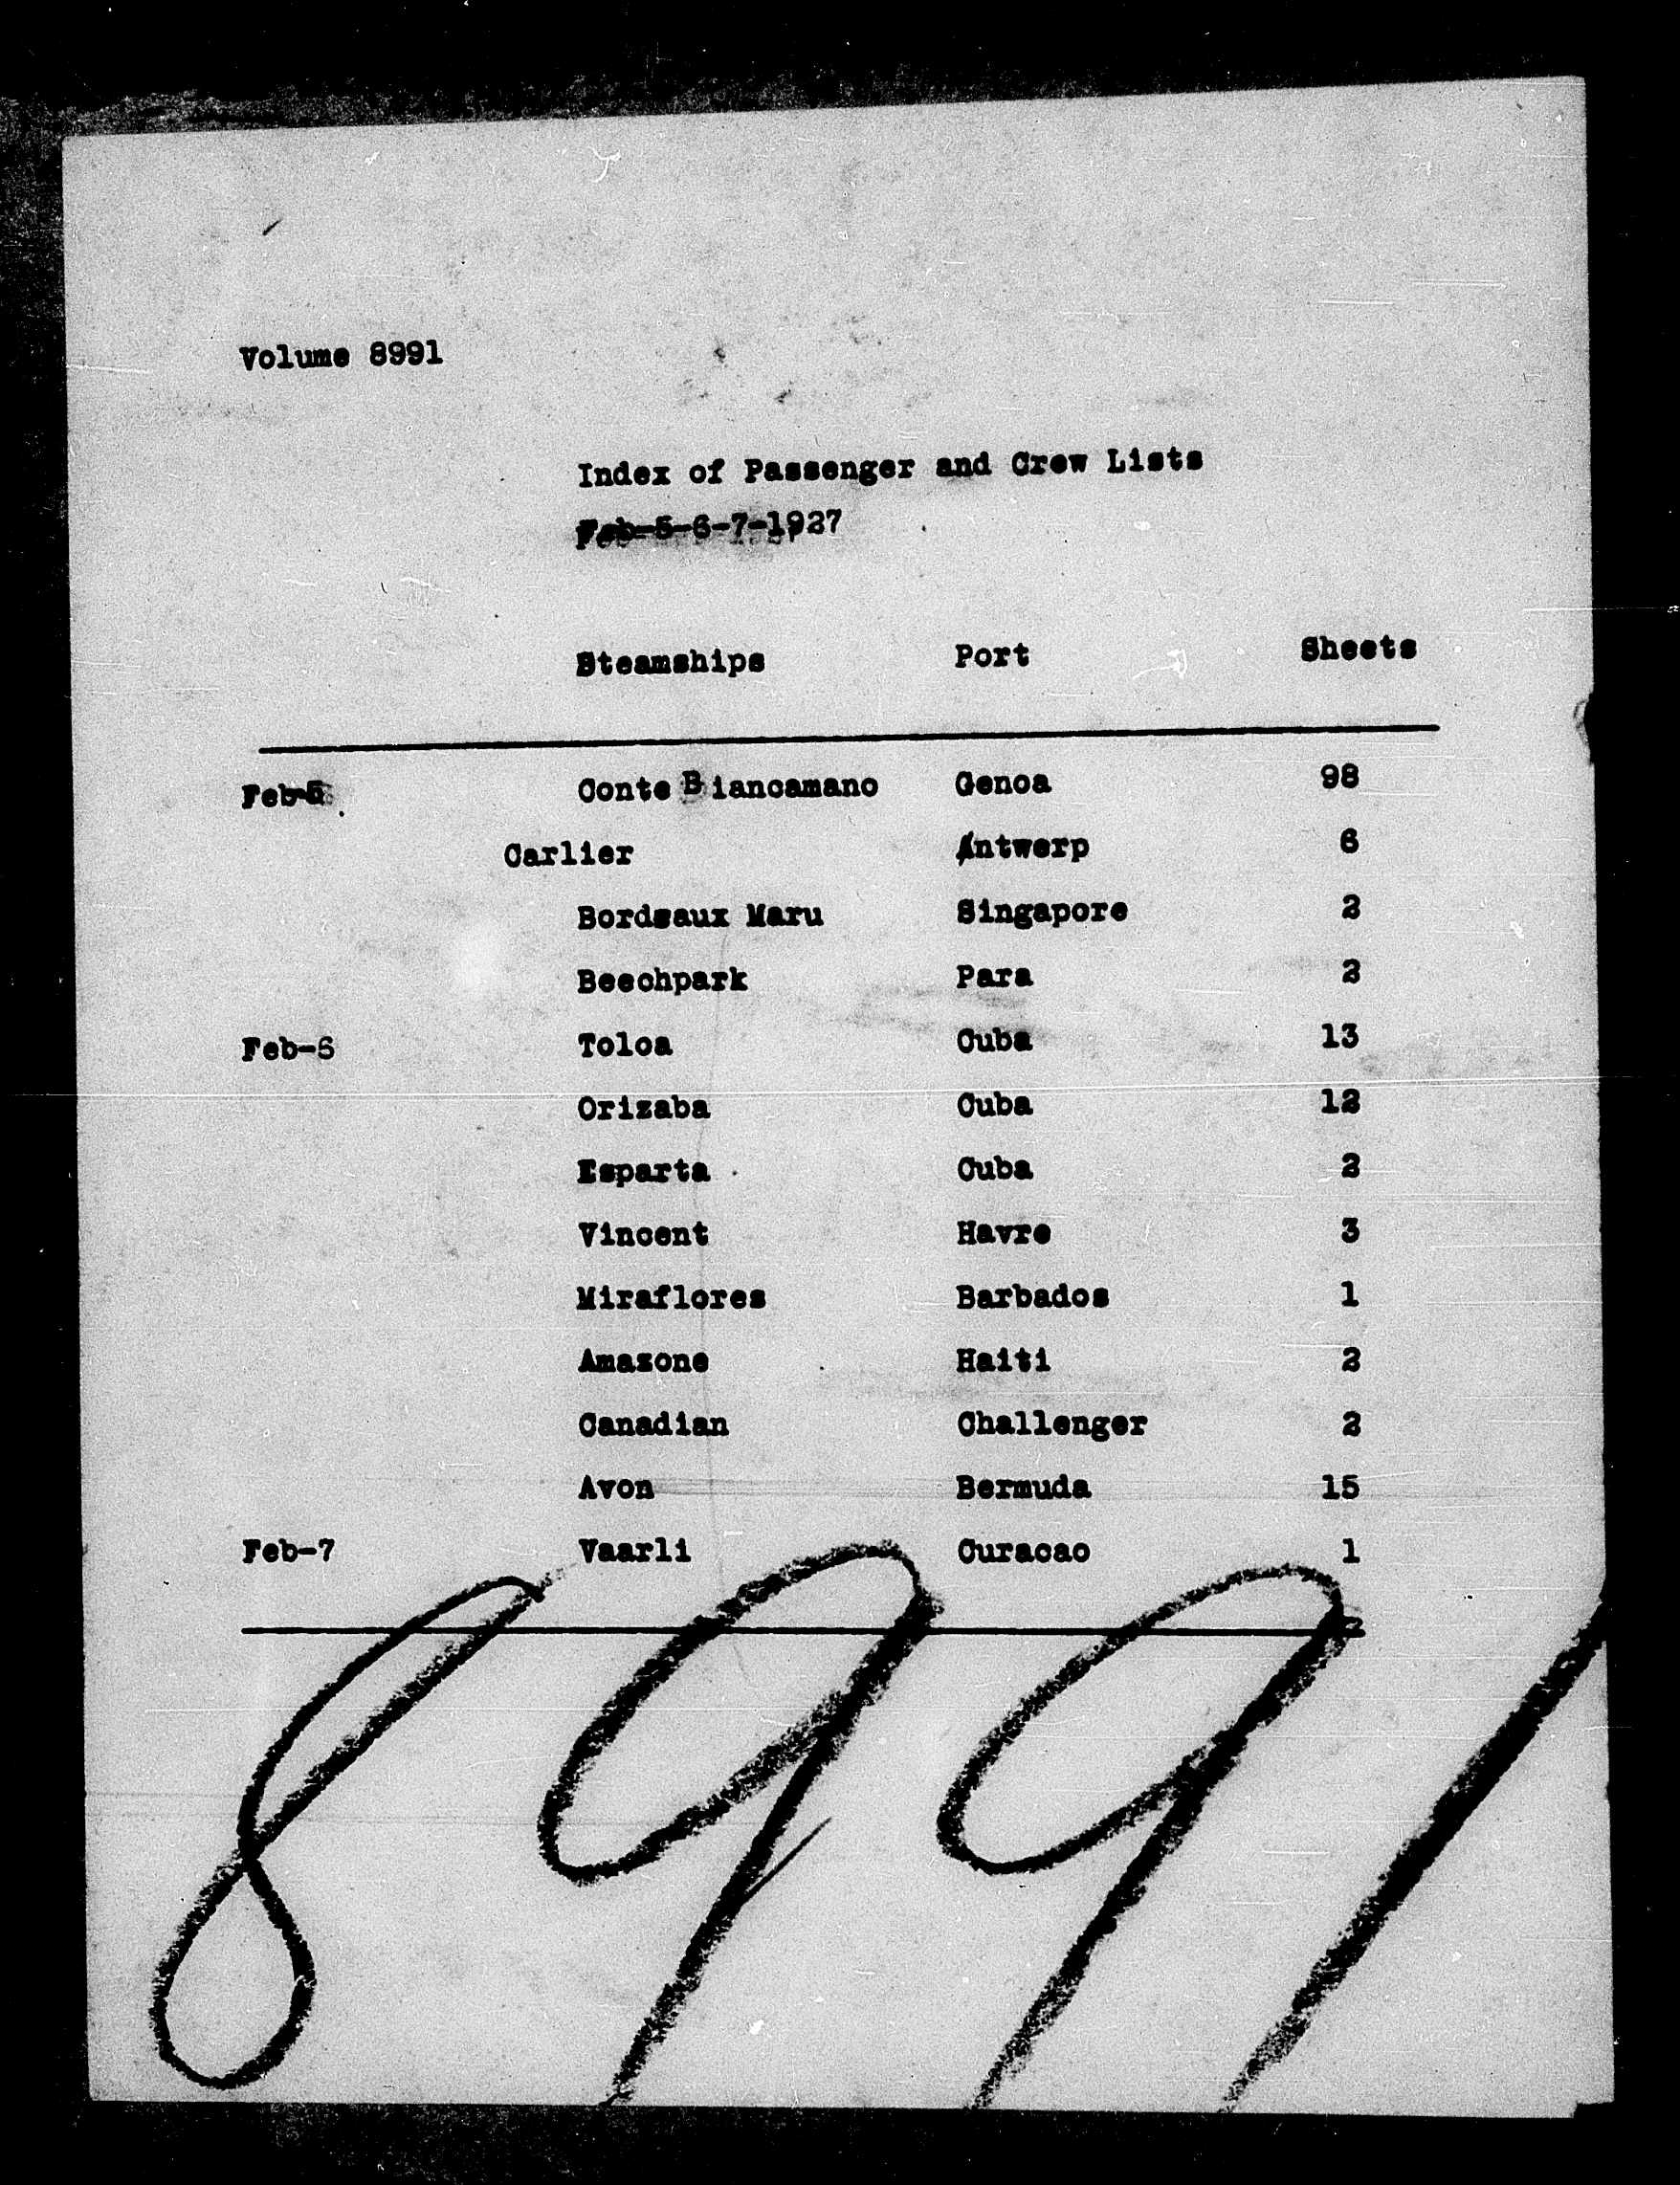 Volume 8991
Index of Passenger and Crew Lists
Feb-5-6-7-1927
Steamships Port Sheets
Feb-5 Conte Biancamano Genoa 98
Carlier Antwerp 6
Bordeaux Maru Singapore 2
Beechpark Para 2
Feb-6 Toloa Cuba 13
Orizaba Cuba 12
Esparta Cuba 2
Vincent Havre 3
Miraflores Barbados 1
Amazone Haiti 2
Canadian Challenger 2
Avon Bermuda 15
Feb-7 Vaarli Curacao 1
8991